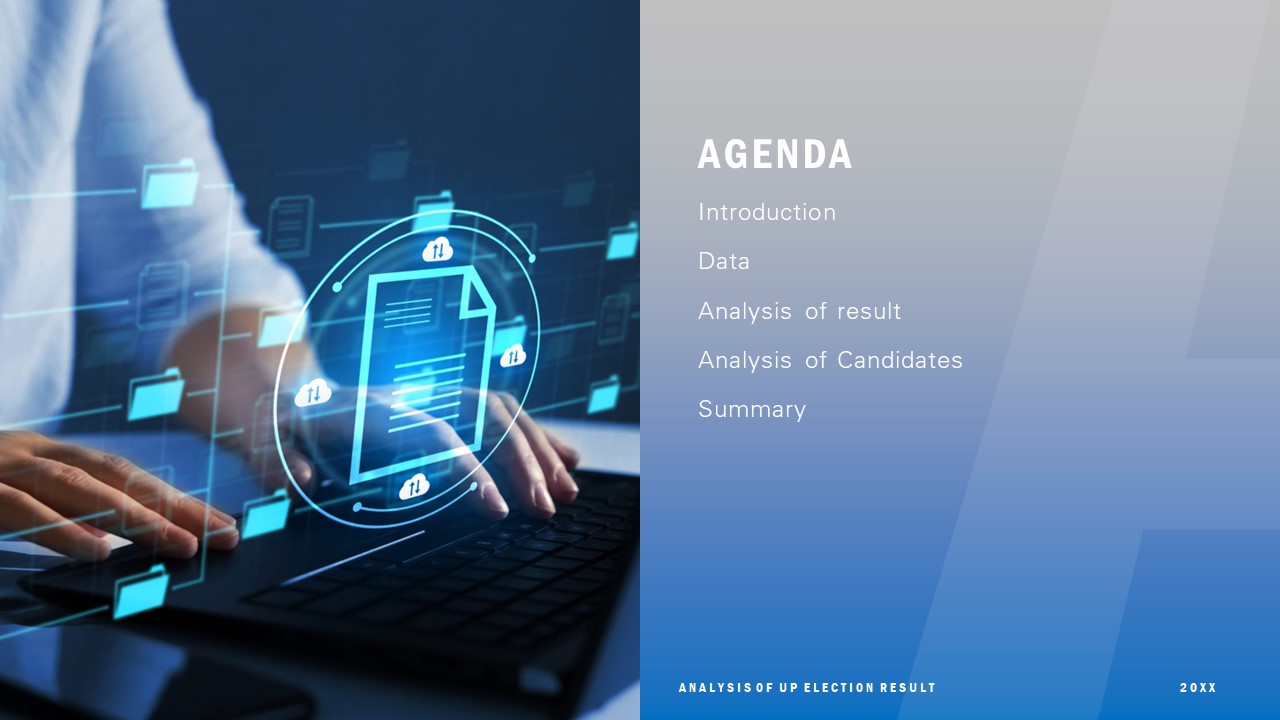 AGENDA
Introduction
Data
Analysis of result
Analysis of Candidates
Summary
ANALYSIS OF UP ELECTION RESULT
20XX